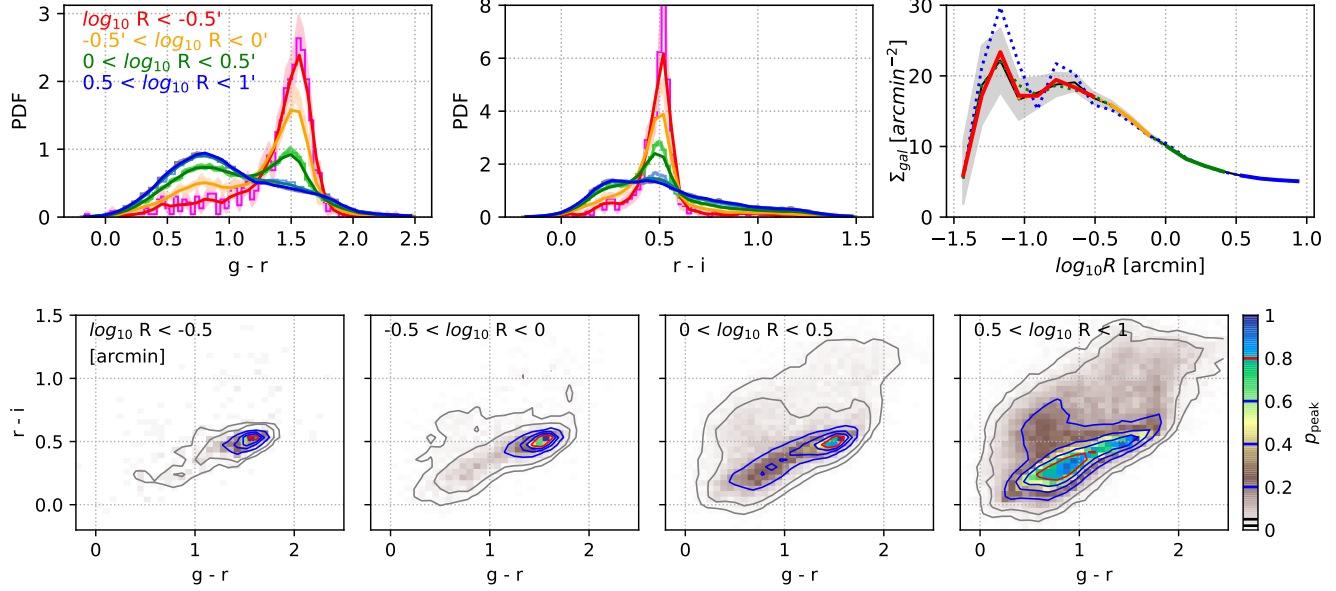 log₁₀ R < -0.5'
-0.5' < log₁₀ R < 0'
0 < log₁₀ R < 0.5'
0.5 < log₁₀ R < 1'
PDF
3
2
1
0
0.0
0.5
1.0
1.5
2.0
2.5
g - r
PDF
8
6
4
2
0
0.0
0.5
1.0
1.5
r - i
Σgal [arcmin⁻²]
30
20
10
0
−1.5
−1.0
−0.5
0.0
0.5
1.0
log₁₀R [arcmin]
log₁₀ R < -0.5
[arcmin]
r - i
1.5
1.0
0.5
0.0
0
1
2
g - r
-0.5 < log₁₀ R < 0
0
1
2
g - r
0 < log₁₀ R < 0.5
0
1
2
g - r
0.5 < log₁₀ R < 1
0
1
2
g - r
1
0.8
0.6
0.4
0.2
0
ppeak